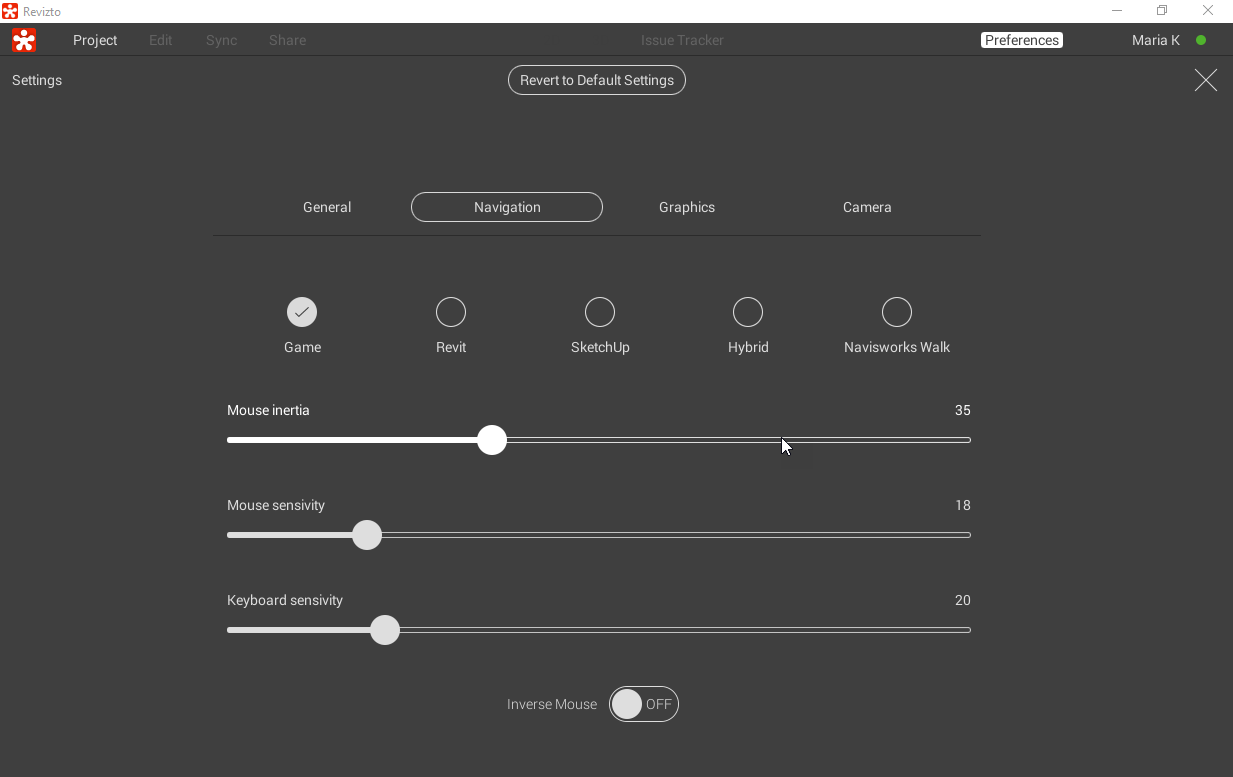 Revizto
Project Edit Sync Share Issue Tracker Preferences Maria K
Settings Revert to Default Settings
General Navigation Graphics Camera
Game Revit SketchUp Hybrid Navisworks Walk
Mouse inertia 35
Mouse sensivity 18
Keyboard sensivity 20
Inverse Mouse OFF